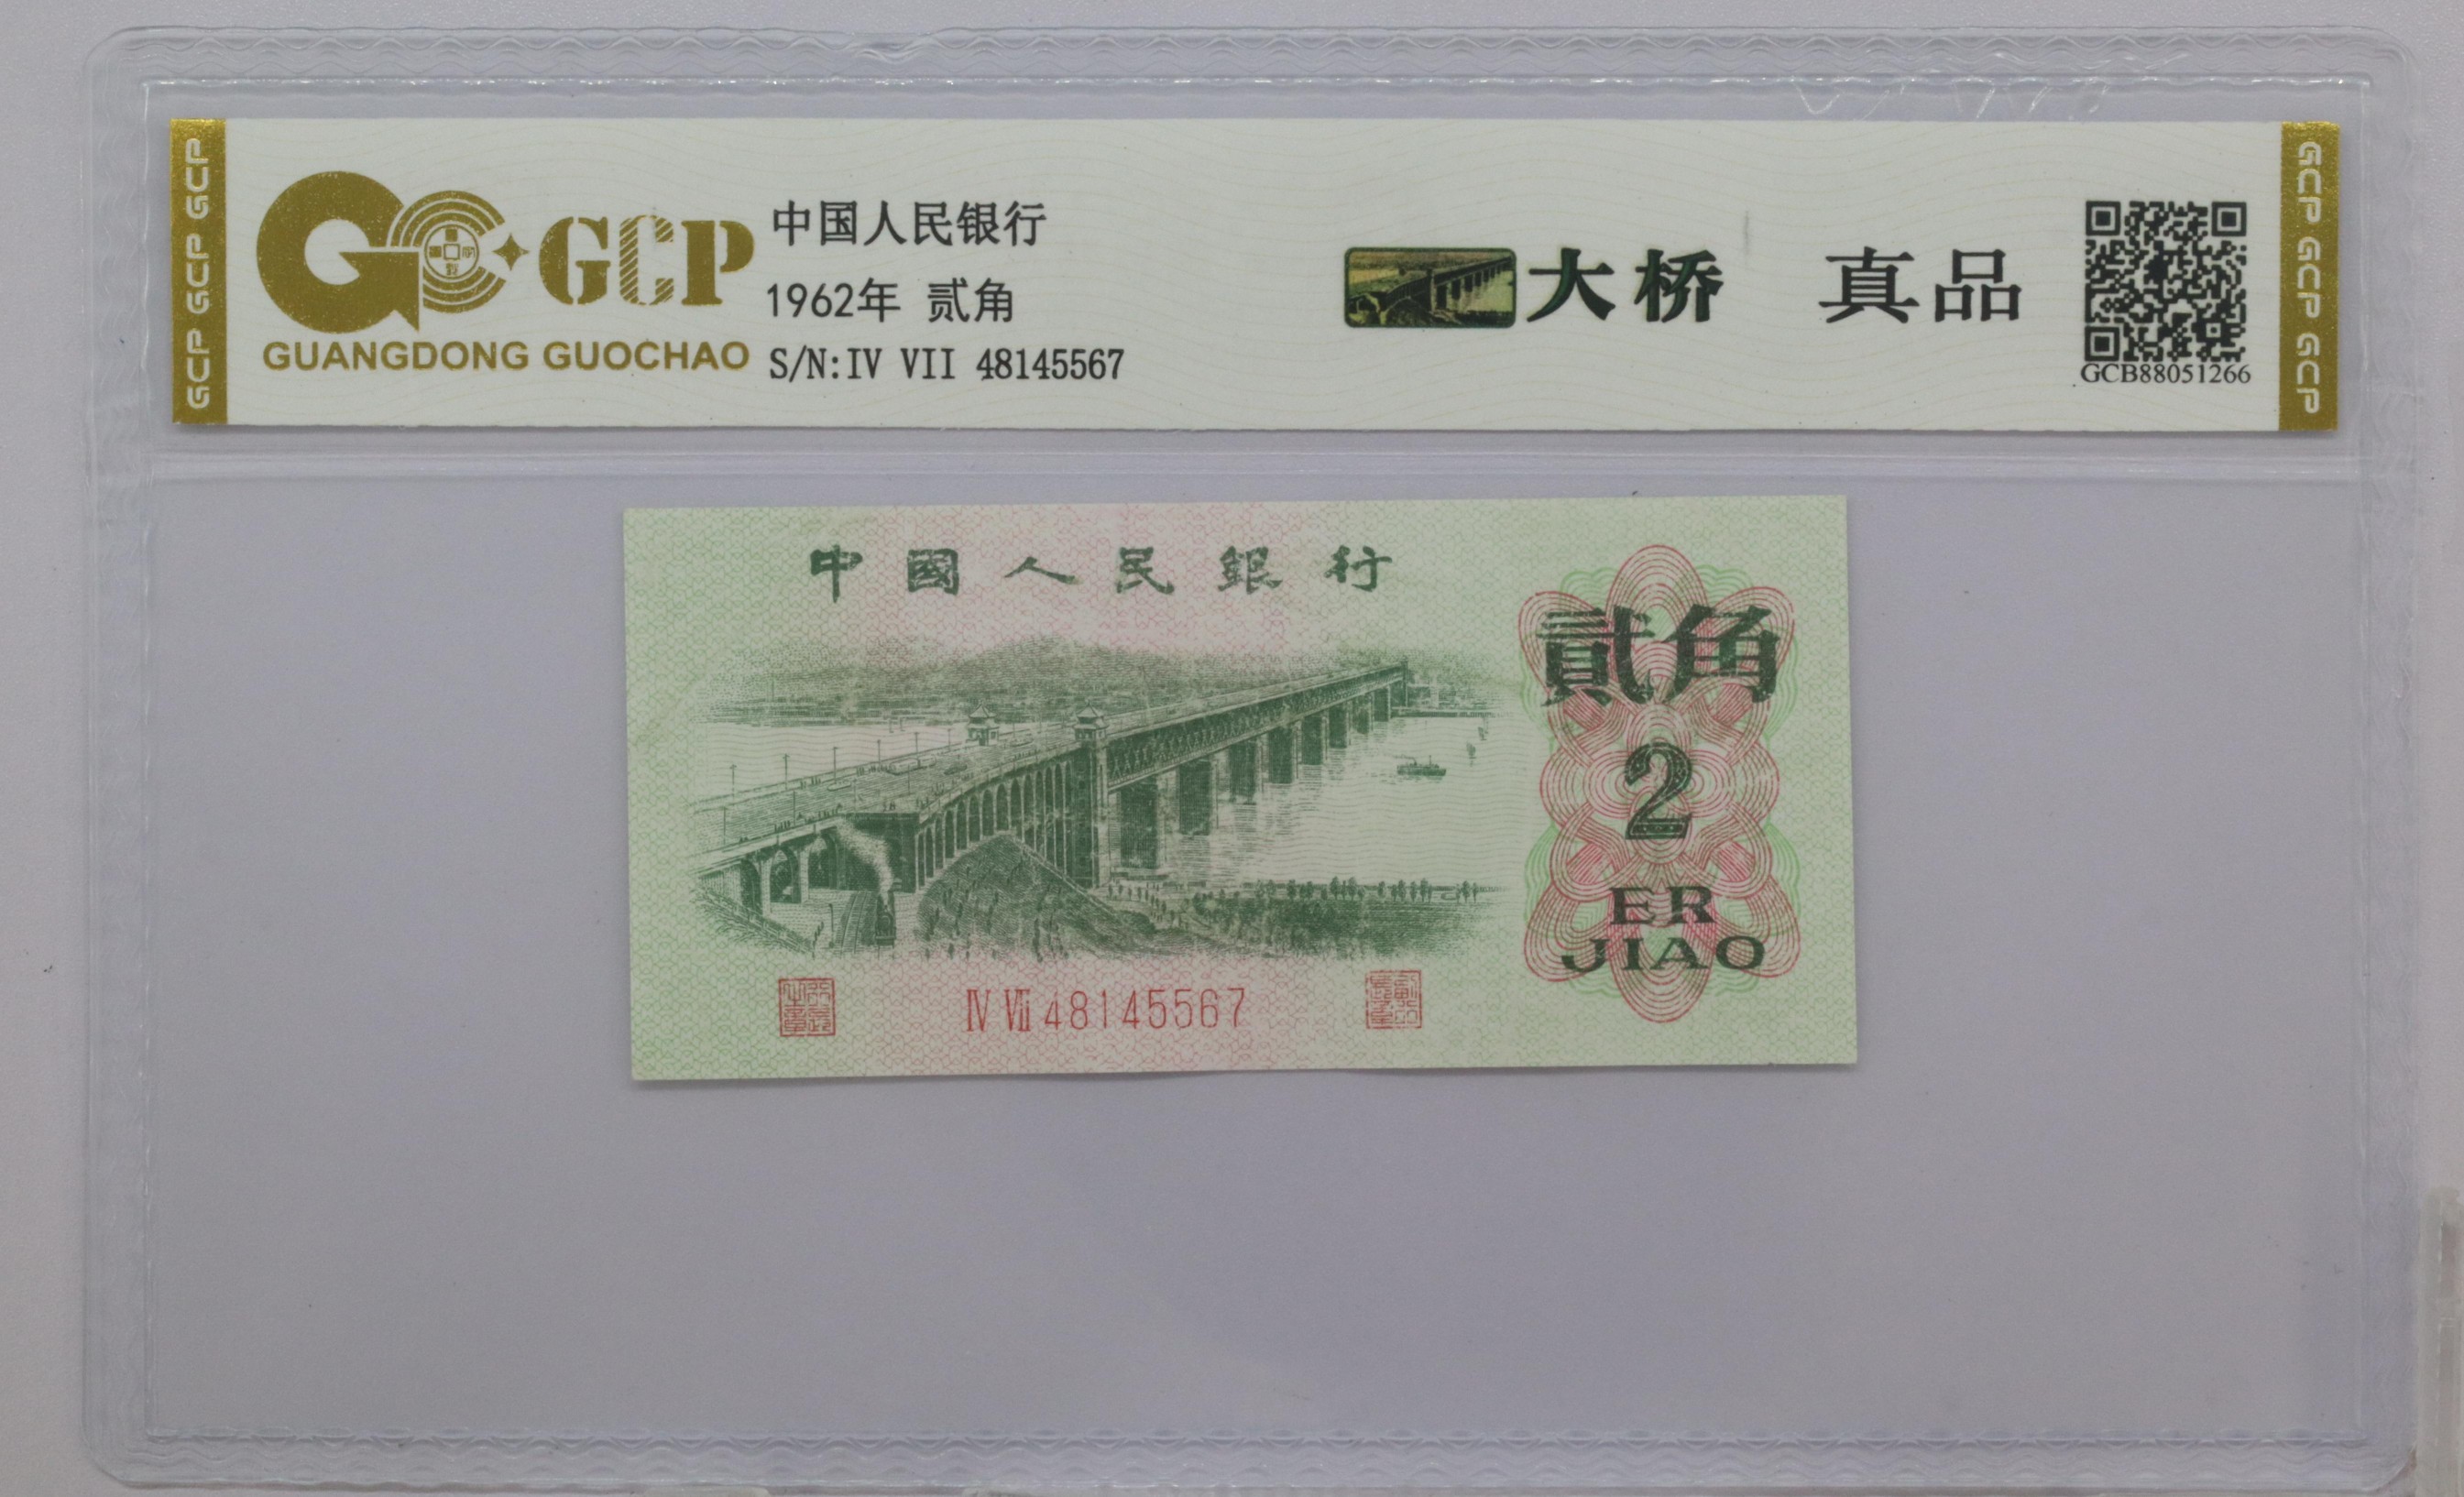 GCP GCP GCP
GCP
GUANGDONG GUOCHAO
中国人民银行
1962年 贰角
S/N:IV VII 48145567
大桥 真品
GCB88051266
GCP GCP GCP
中國人民銀行
貳角
2
ER
JIAO
IV VII 48145567